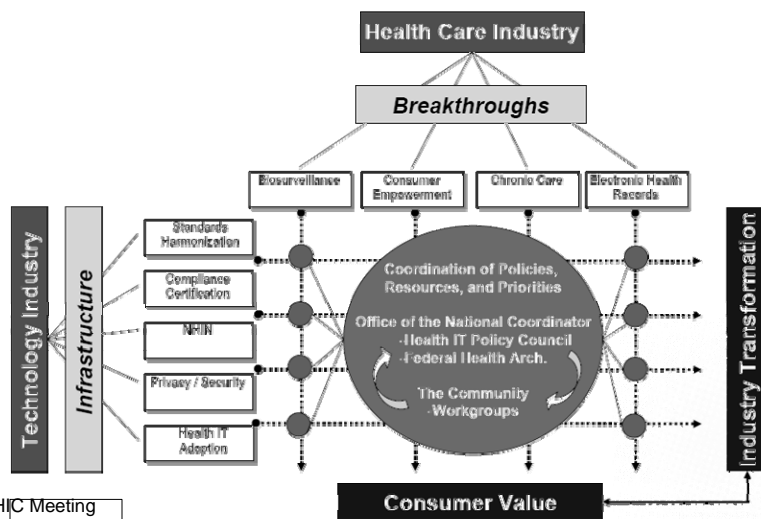 Health Care Industry
Breakthroughs
Biosurveillance
Consumer
Empowerment
Chronic Care
Electronic Health
Records
Technology Industry
Infrastructure
Standards
Harmonization
Compliance
Certification
NHIN
Privacy / Security
Health IT
Adoption
Coordination of Policies,
Resources, and Priorities
Office of the National Coordinator
-Health IT Policy Council
-Federal Health Arch.
The Community
-Workgroups
Industry Transformation
Consumer Value
Meeting